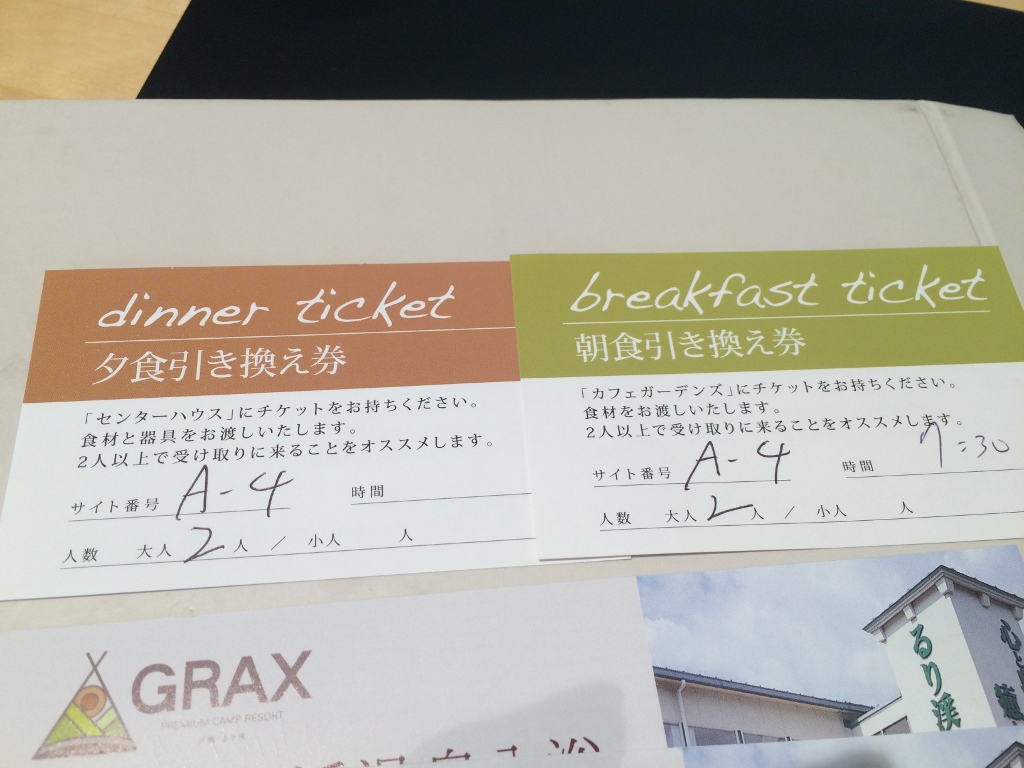 dinner ticket
夕食引き換え券
「センターハウス」にチケットをお持ちください。
食材と器具をお渡しいたします。
2人以上で受け取りに来ることをオススメします。
サイト番号 A-4 時間
人数 大人 2 人 / 小人 人
breakfast ticket
朝食引き換え券
「カフェガーデンズ」にチケットをお持ちください。
食材をお渡しいたします。
2人以上で受け取りに来ることをオススメします。
サイト番号 A-4 時間 7:30
人数 大人 2 人 / 小人 人
GRAX
PREMIUM CAMP RESORT
るり渓
心と